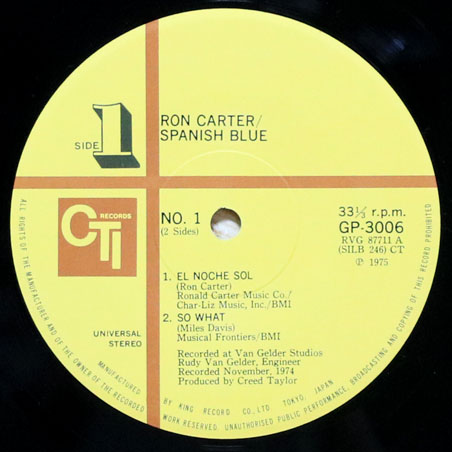 RON CARTER/
SPANISH BLUE
SIDE 1
CTI RECORDS
NO. 1
(2 Sides)
33⅓ r.p.m.
GP-3006
RVG 87711 A
(SILB 246) CT
℗ 1975
1. EL NOCHE SOL
(Ron Carter)
Ronald Carter Music Co./
Char-Liz Music, Inc./BMI
2. SO WHAT
(Miles Davis)
Musical Frontiers/BMI
UNIVERSAL
STEREO
Recorded at Van Gelder Studios
Rudy Van Gelder, Engineer
Recorded November, 1974
Produced by Creed Taylor
MANUFACTURED BY KING RECORD CO., LTD. TOKYO, JAPAN
ALL RIGHTS OF THE MANUFACTURER AND OF THE OWNER OF THE RECORDED WORK RESERVED. UNAUTHORISED PUBLIC PERFORMANCE, BROADCASTING AND COPYING OF THIS RECORD PROHIBITED